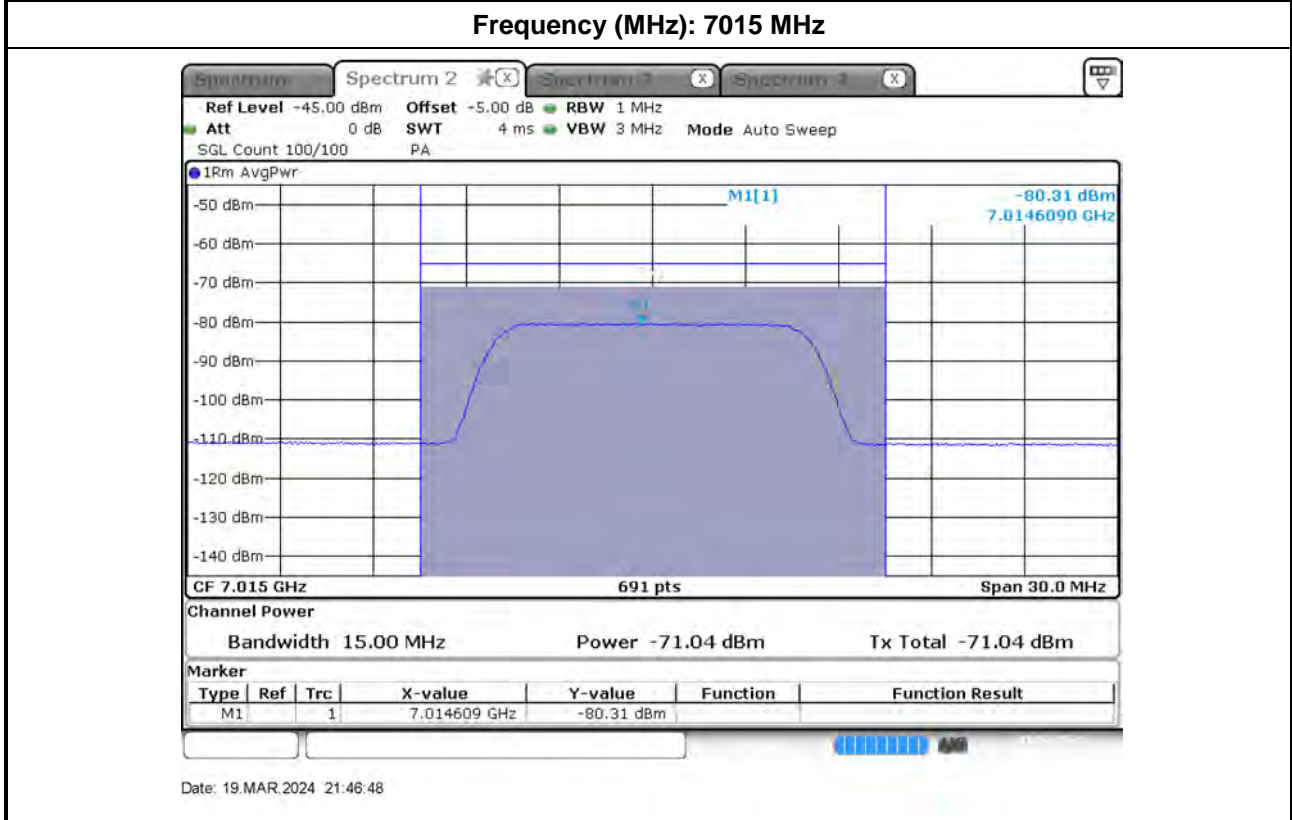 Frequency (MHz): 7015 MHz
Spectrum 2
Ref Level -45.00 dBm Offset -5.00 dB RBW 1 MHz
Att 0 dB SWT 4 ms VBW 3 MHz Mode Auto Sweep
SGL Count 100/100 PA
1Rm AvgPwr
M1[1] -80.31 dBm
7.0146090 GHz
-50 dBm
-60 dBm
-70 dBm
M1
-80 dBm
-90 dBm
-100 dBm
-110 dBm
-120 dBm
-130 dBm
-140 dBm
CF 7.015 GHz 691 pts Span 30.0 MHz
Channel Power
Bandwidth 15.00 MHz Power -71.04 dBm Tx Total -71.04 dBm
Marker
Type Ref Trc X-value Y-value Function Function Result
M1 1 7.014609 GHz -80.31 dBm
Date: 19.MAR.2024 21:46:48